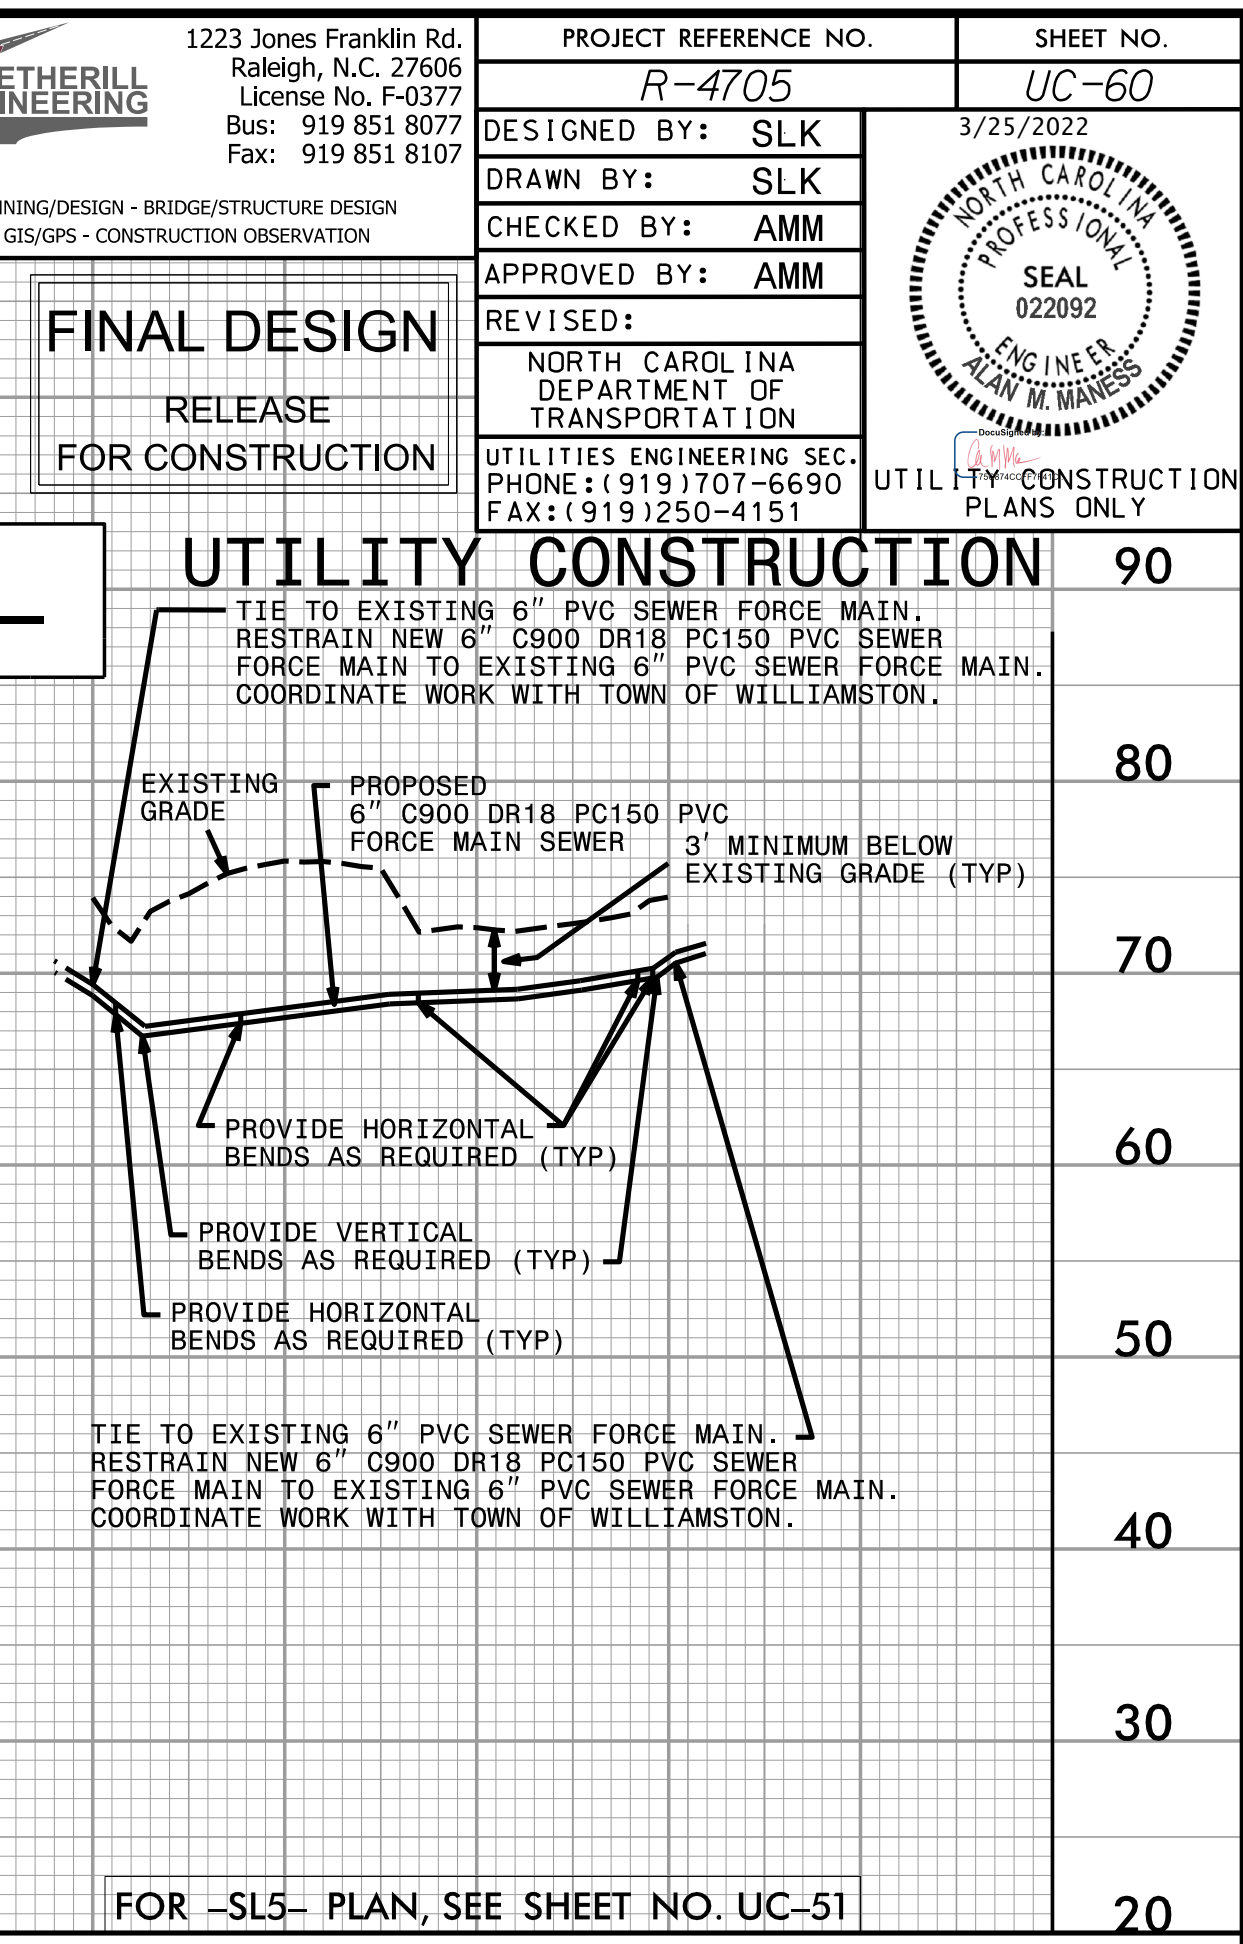 ETHERILL
NEERING
1223 Jones Franklin Rd.
Raleigh, N.C. 27606
License No. F-0377
Bus: 919 851 8077
Fax: 919 851 8107
NNING/DESIGN - BRIDGE/STRUCTURE DESIGN
GIS/GPS - CONSTRUCTION OBSERVATION
PROJECT REFERENCE NO.
SHEET NO.
R-4705
UC-60
DESIGNED BY: SLK
DRAWN BY: SLK
CHECKED BY: AMM
APPROVED BY: AMM
REVISED:
NORTH CAROLINA
DEPARTMENT OF
TRANSPORTATION
UTILITIES ENGINEERING SEC.
PHONE:(919)707-6690
FAX:(919)250-4151
3/25/2022
NORTH CAROLINA
PROFESSIONAL
SEAL
022092
ENGINEER
ALAN M. MANESS
DocuSigned by:
UTILITY CONSTRUCTION
PLANS ONLY
FINAL DESIGN
RELEASE
FOR CONSTRUCTION
UTILITY CONSTRUCTION
90
TIE TO EXISTING 6" PVC SEWER FORCE MAIN.
RESTRAIN NEW 6" C900 DR18 PC150 PVC SEWER
FORCE MAIN TO EXISTING 6" PVC SEWER FORCE MAIN.
COORDINATE WORK WITH TOWN OF WILLIAMSTON.
80
EXISTING
GRADE
PROPOSED
6" C900 DR18 PC150 PVC
FORCE MAIN SEWER
3' MINIMUM BELOW
EXISTING GRADE (TYP)
70
PROVIDE HORIZONTAL
BENDS AS REQUIRED (TYP)
60
PROVIDE VERTICAL
BENDS AS REQUIRED (TYP)
PROVIDE HORIZONTAL
BENDS AS REQUIRED (TYP)
50
TIE TO EXISTING 6" PVC SEWER FORCE MAIN.
RESTRAIN NEW 6" C900 DR18 PC150 PVC SEWER
FORCE MAIN TO EXISTING 6" PVC SEWER FORCE MAIN.
COORDINATE WORK WITH TOWN OF WILLIAMSTON.
40
30
FOR –SL5– PLAN, SEE SHEET NO. UC–51
20